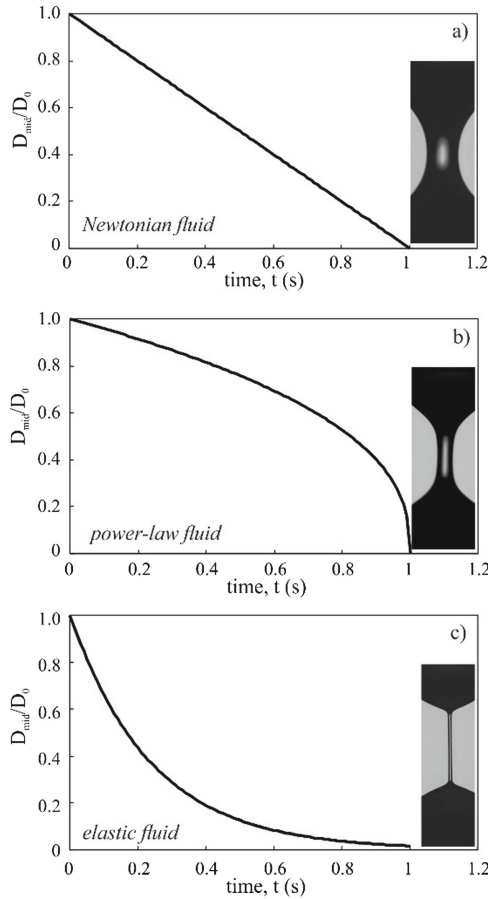 a)
1.0
0.8
0.6
0.4
0.2
0
D_mid/D_0
Newtonian fluid
0 0.2 0.4 0.6 0.8 1 1.2
time, t (s)
b)
1.0
0.8
0.6
0.4
0.2
0
D_mid/D_0
power-law fluid
0 0.2 0.4 0.6 0.8 1 1.2
time, t (s)
c)
1.0
0.8
0.6
0.4
0.2
0
D_mid/D_0
elastic fluid
0 0.2 0.4 0.6 0.8 1 1.2
time, t (s)